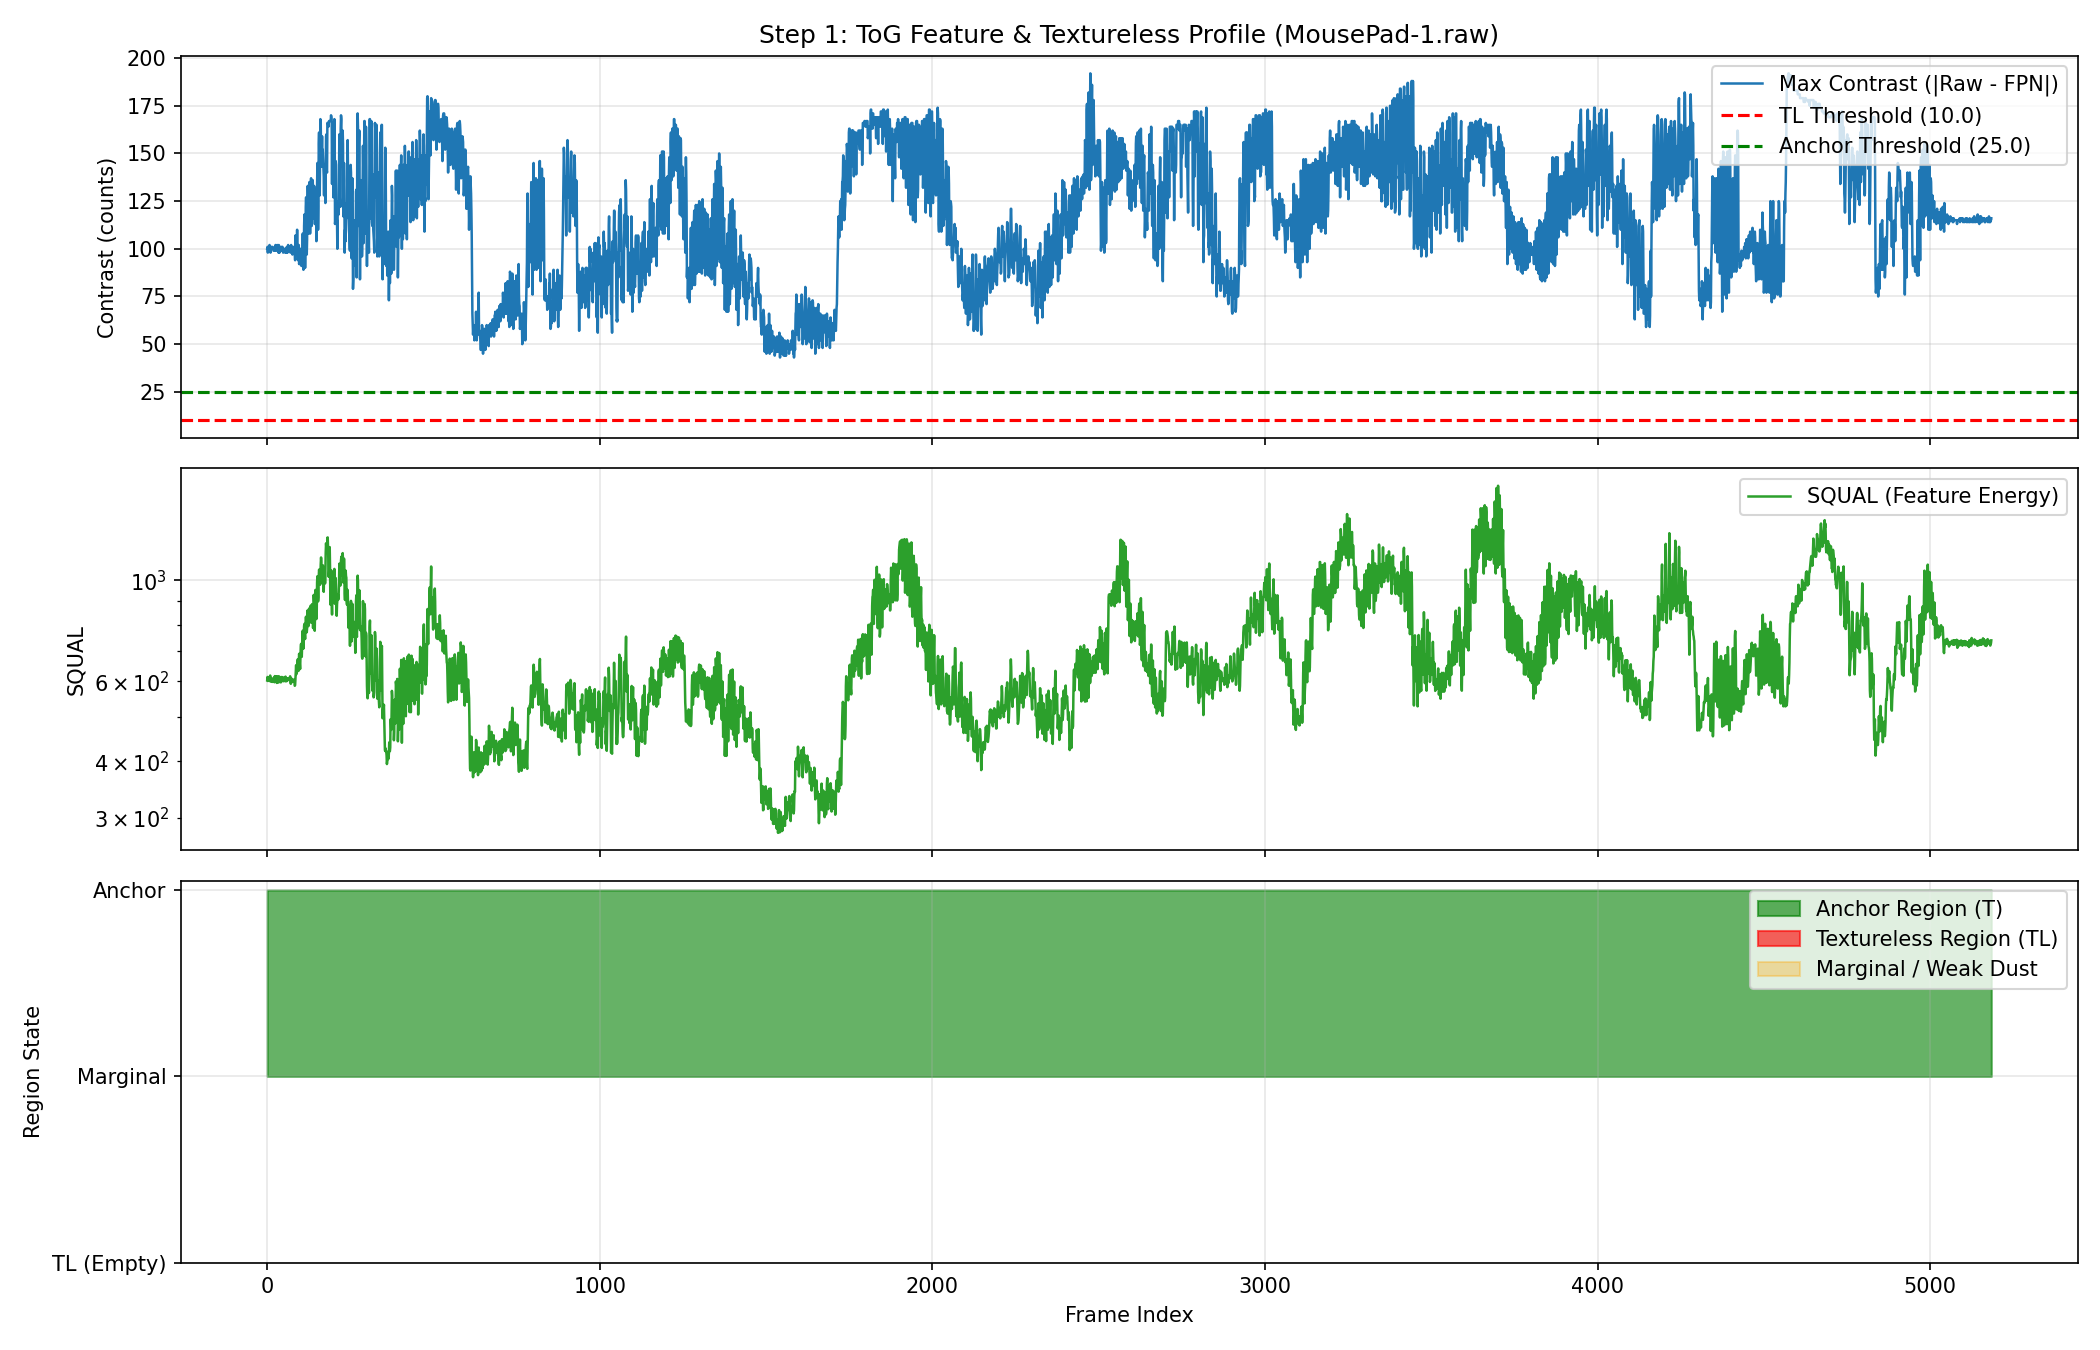 Step 1: ToG Feature & Textureless Profile (MousePad-1.raw)
Contrast (counts)
200
175
150
125
100
75
50
25
Max Contrast (|Raw - FPN|)
TL Threshold (10.0)
Anchor Threshold (25.0)
SQUAL
10³
6 × 10²
4 × 10²
3 × 10²
SQUAL (Feature Energy)
Region State
Anchor
Marginal
TL (Empty)
Anchor Region (T)
Textureless Region (TL)
Marginal / Weak Dust
0
1000
2000
3000
4000
5000
Frame Index